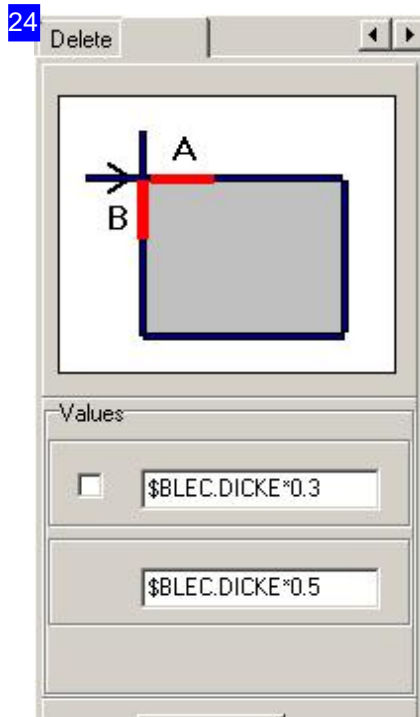 24
Delete
A
B
Values
$BLEC.DICKE*0.3
$BLEC.DICKE*0.5